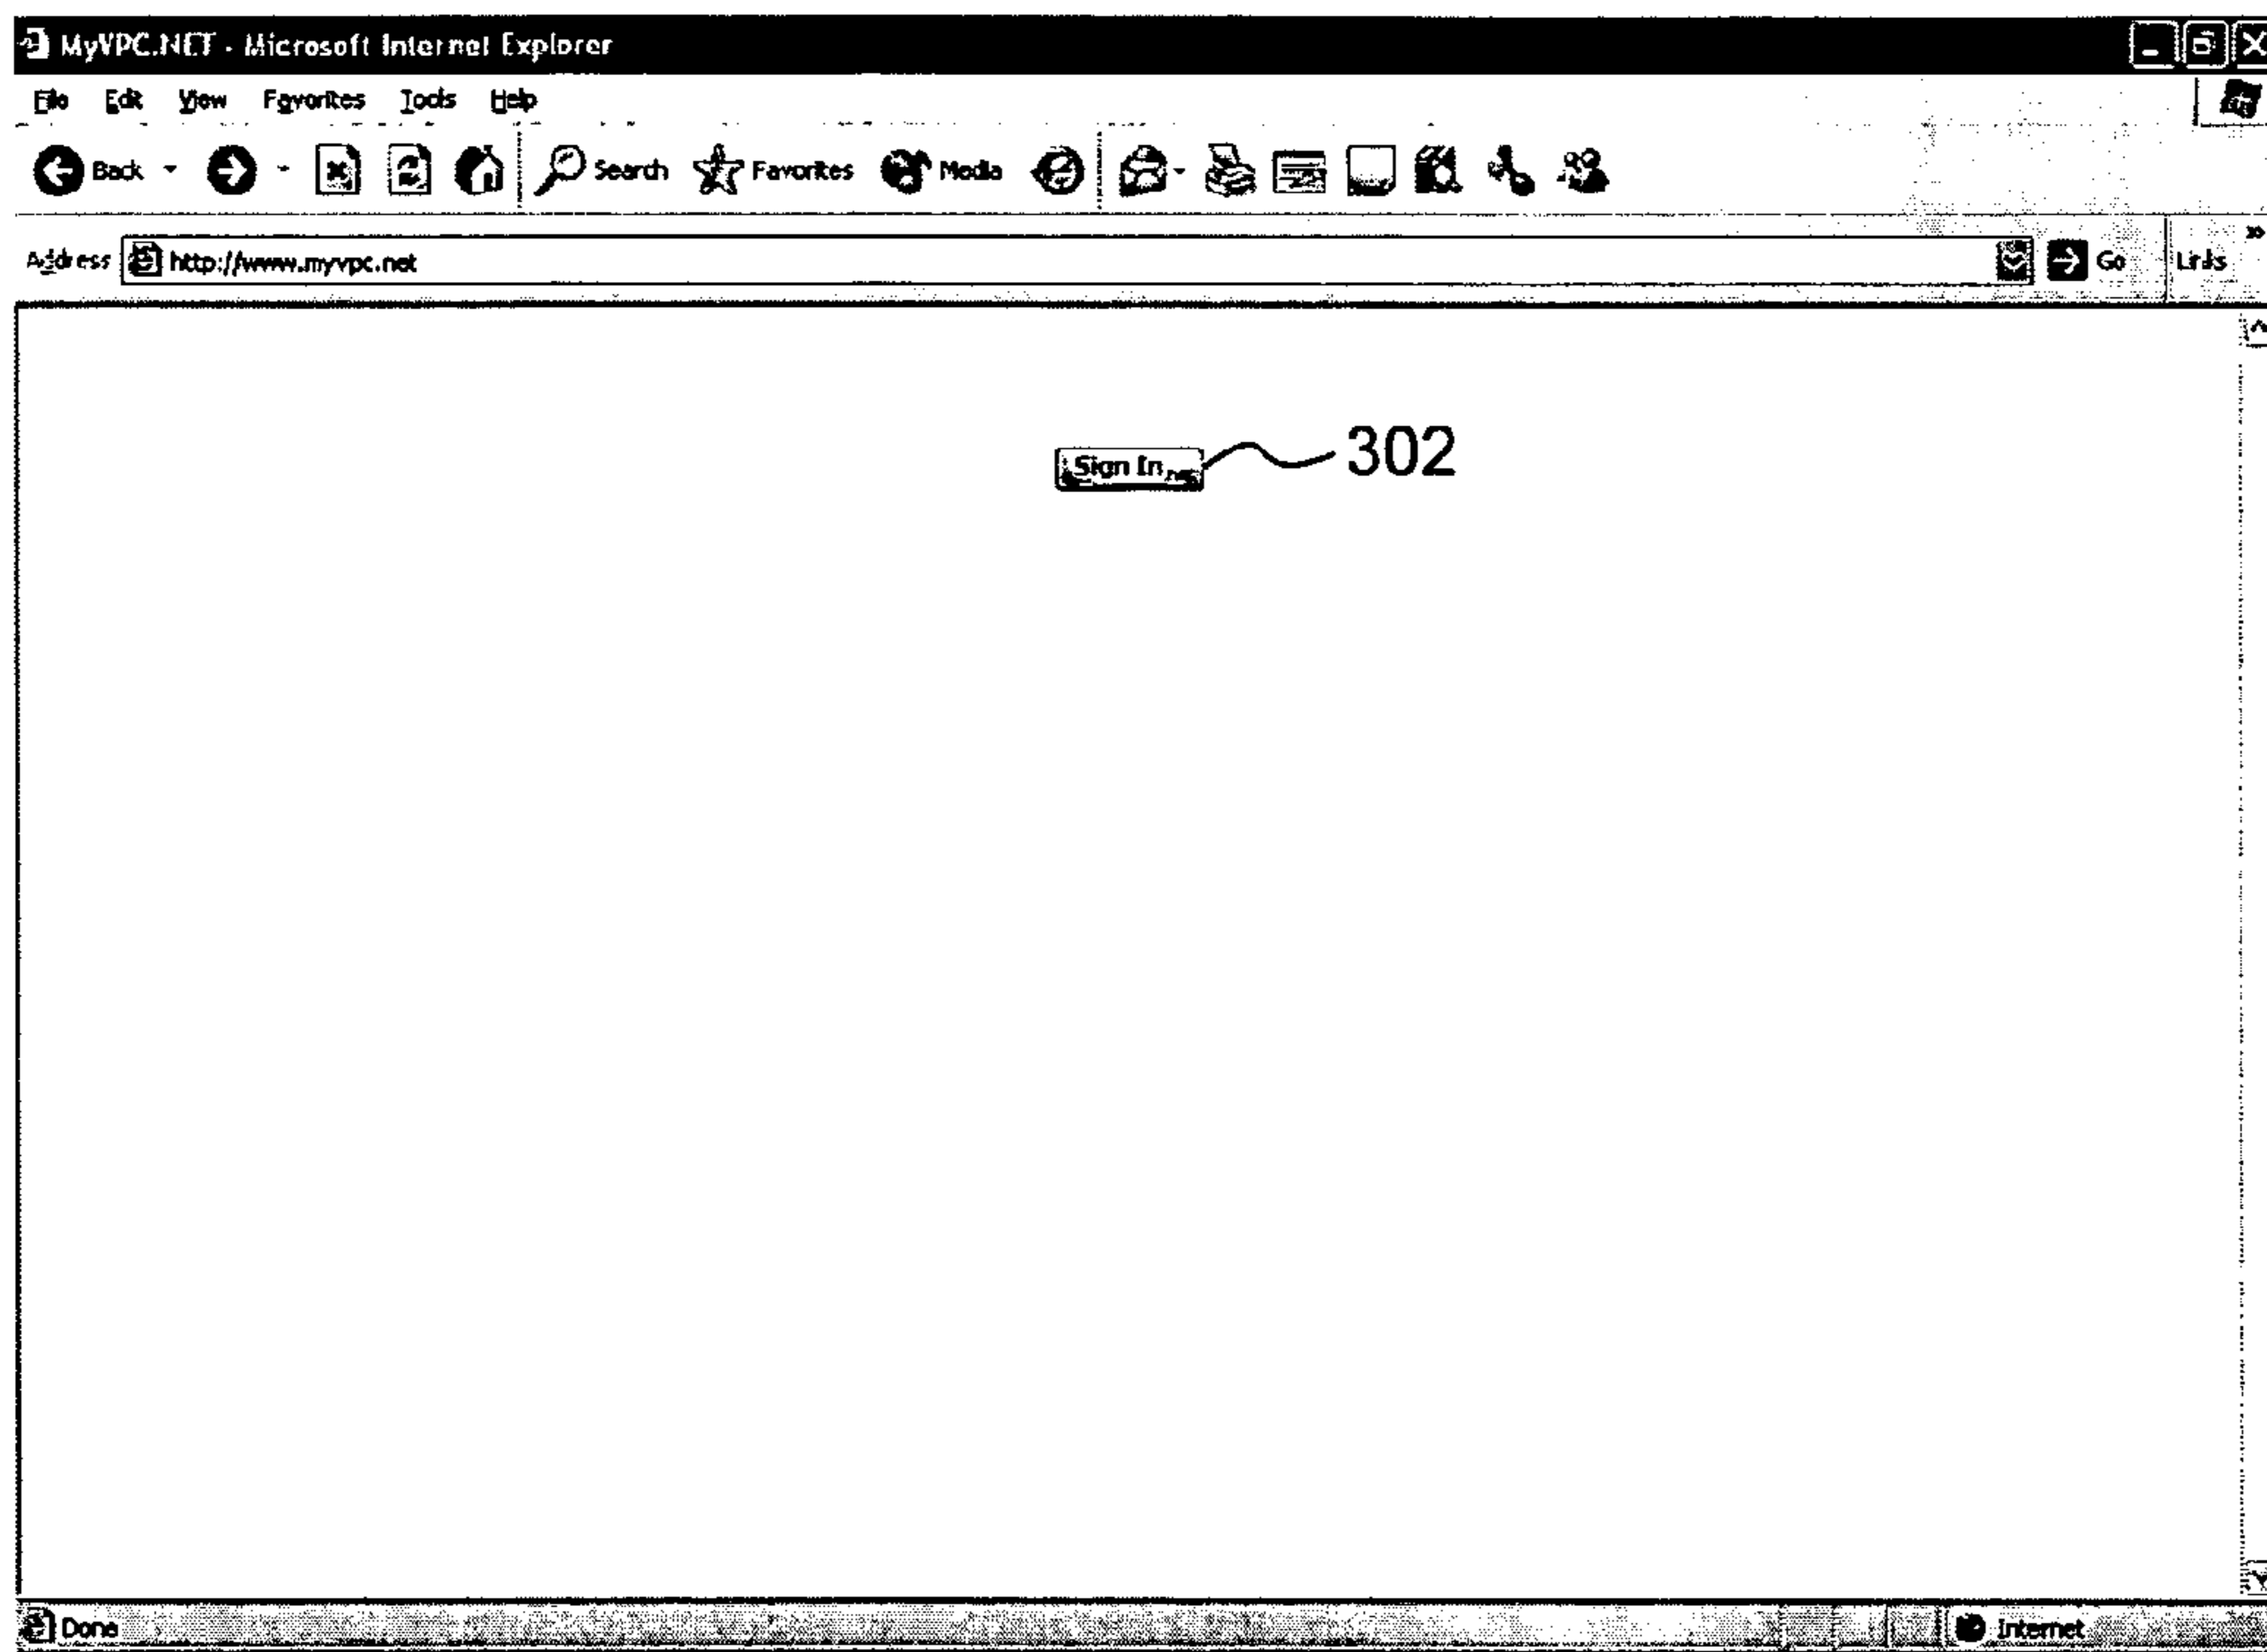 MyVPC.NET - Microsoft Internet Explorer
File Edit View Favorites Tools Help
Back Search Favorites Media
Address http://www.myvpc.net Go Links »
Sign In .net 302
Done Internet